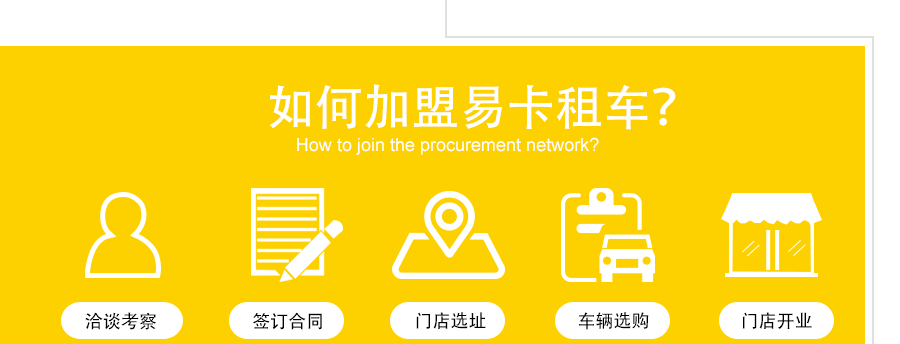 如何加盟易卡租车?
How to join the procurement network?
洽谈考察
签订合同
门店选址
车辆选购
门店开业